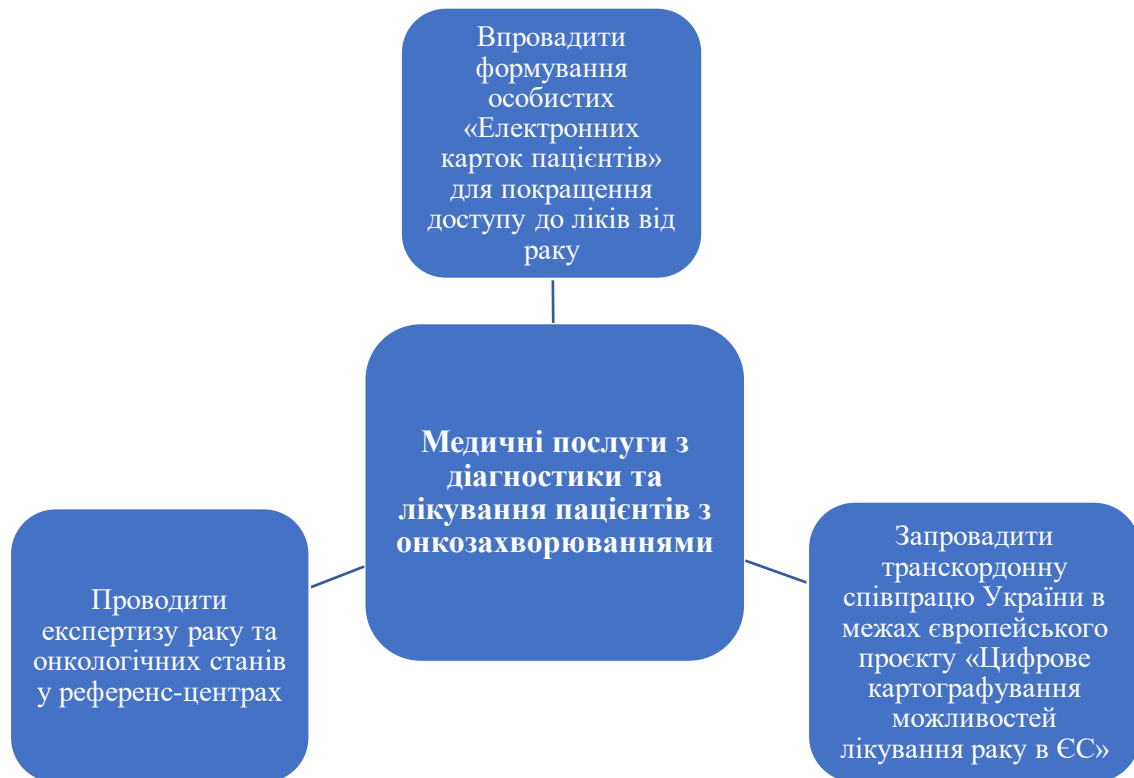 Впровадити
формування
особистих
«Електронних
карток пацієнтів»
для покращення
доступу до ліків від
раку
Медичні послуги з
діагностики та
лікування пацієнтів з
онкозахворюваннями
Проводити
експертизу раку та
онкологічних станів
у референс-центрах
Запровадити
транскордонну
співпрацю України в
межах європейського
проєкту «Цифрове
картографування
можливостей
лікування раку в ЄС»